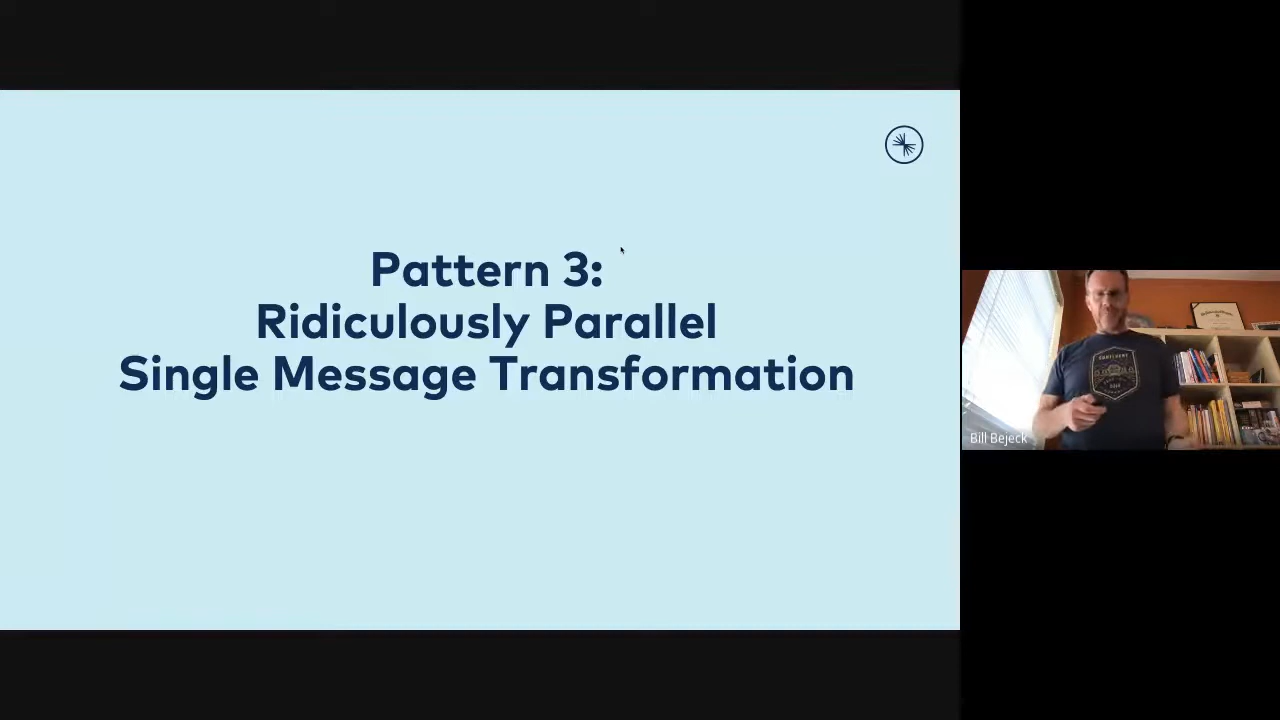 Pattern 3:
Ridiculously Parallel
Single Message Transformation
Bill Bejeck